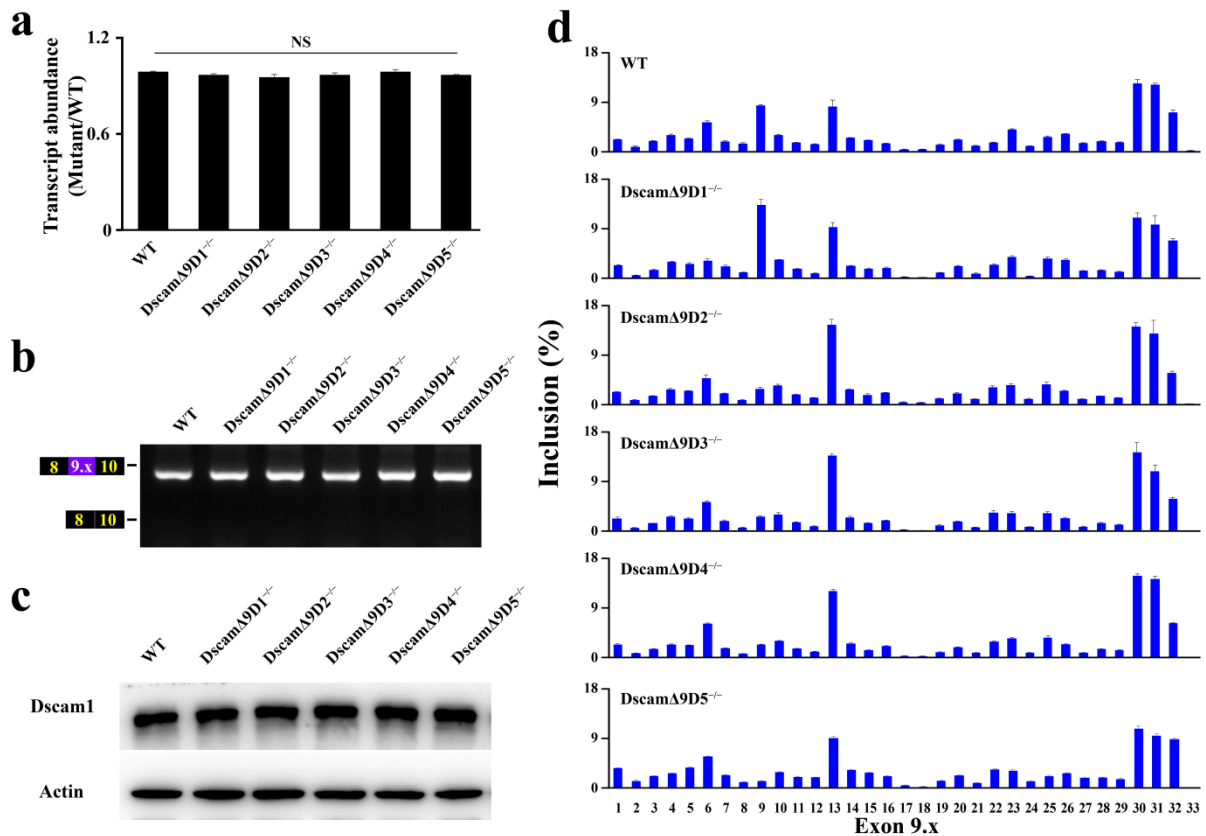 a
Transcript abundance
(Mutant/WT)
1.2
0.6
0
NS
WT
DscamΔ9D1−/−
DscamΔ9D2−/−
DscamΔ9D3−/−
DscamΔ9D4−/−
DscamΔ9D5−/−
b
WT
DscamΔ9D1−/−
DscamΔ9D2−/−
DscamΔ9D3−/−
DscamΔ9D4−/−
DscamΔ9D5−/−
8 9.x 10
8 10
c
WT
DscamΔ9D1−/−
DscamΔ9D2−/−
DscamΔ9D3−/−
DscamΔ9D4−/−
DscamΔ9D5−/−
Dscam1
Actin
d
Inclusion (%)
18
WT
9
0
18
DscamΔ9D1−/−
9
0
18
DscamΔ9D2−/−
9
0
18
DscamΔ9D3−/−
9
0
18
DscamΔ9D4−/−
9
0
18
DscamΔ9D5−/−
9
0
1 2 3 4 5 6 7 8 9 10 11 12 13 14 15 16 17 18 19 20 21 22 23 24 25 26 27 28 29 30 31 32 33
Exon 9.x